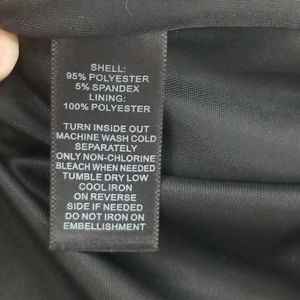 SHELL:
95% POLYESTER
5% SPANDEX
LINING:
100% POLYESTER
TURN INSIDE OUT
MACHINE WASH COLD
SEPARATELY
ONLY NON-CHLORINE
BLEACH WHEN NEEDED
TUMBLE DRY LOW
COOL IRON
ON REVERSE
SIDE IF NEEDED
DO NOT IRON ON
EMBELLISHMENT